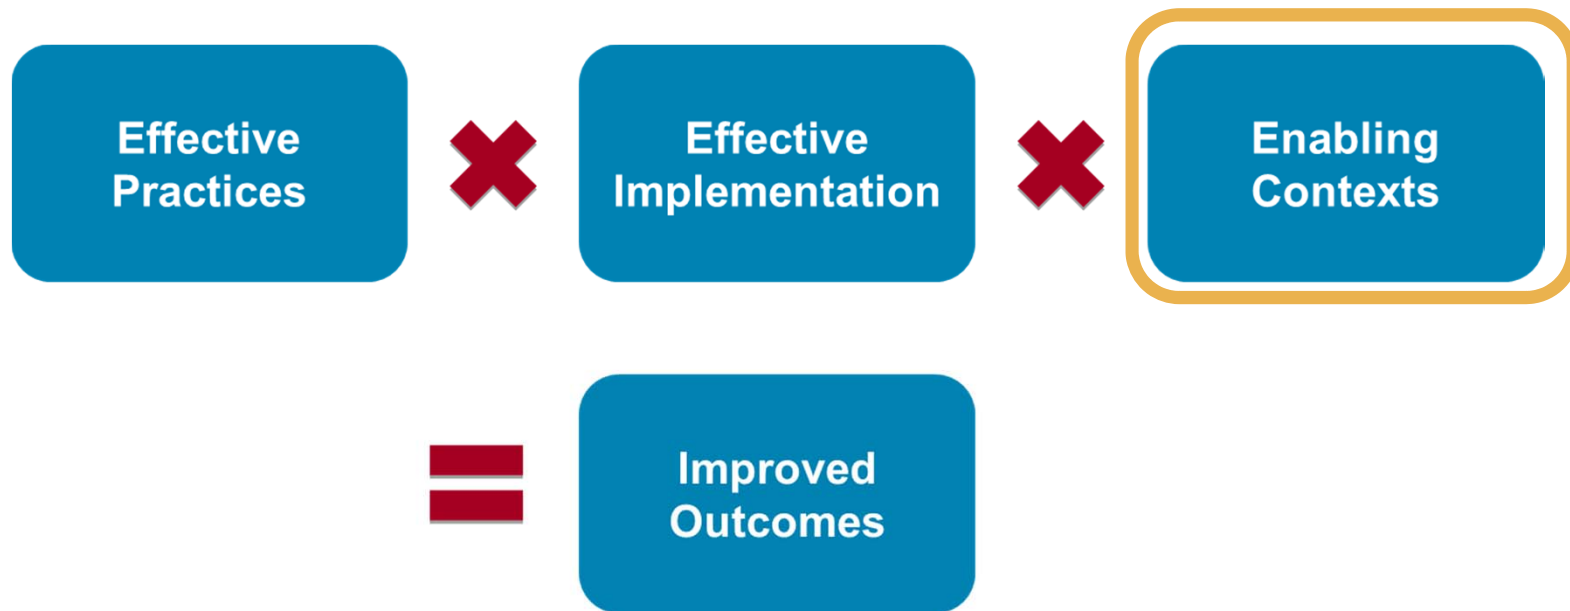 Effective
Practices
Effective
Implementation
Enabling
Contexts
Improved
Outcomes